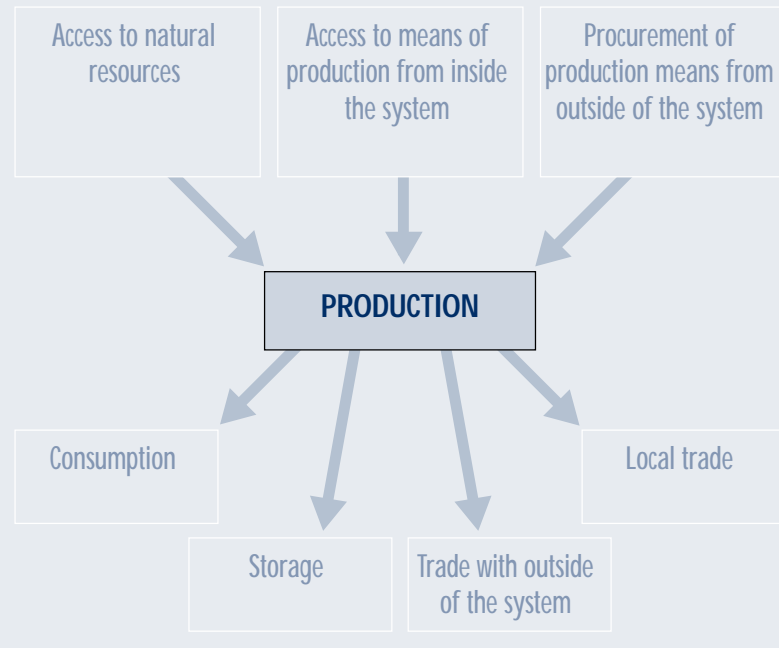 Access to natural
resources
Access to means of
production from inside
the system
Procurement of
production means from
outside of the system
PRODUCTION
Consumption
Local trade
Storage
Trade with outside
of the system